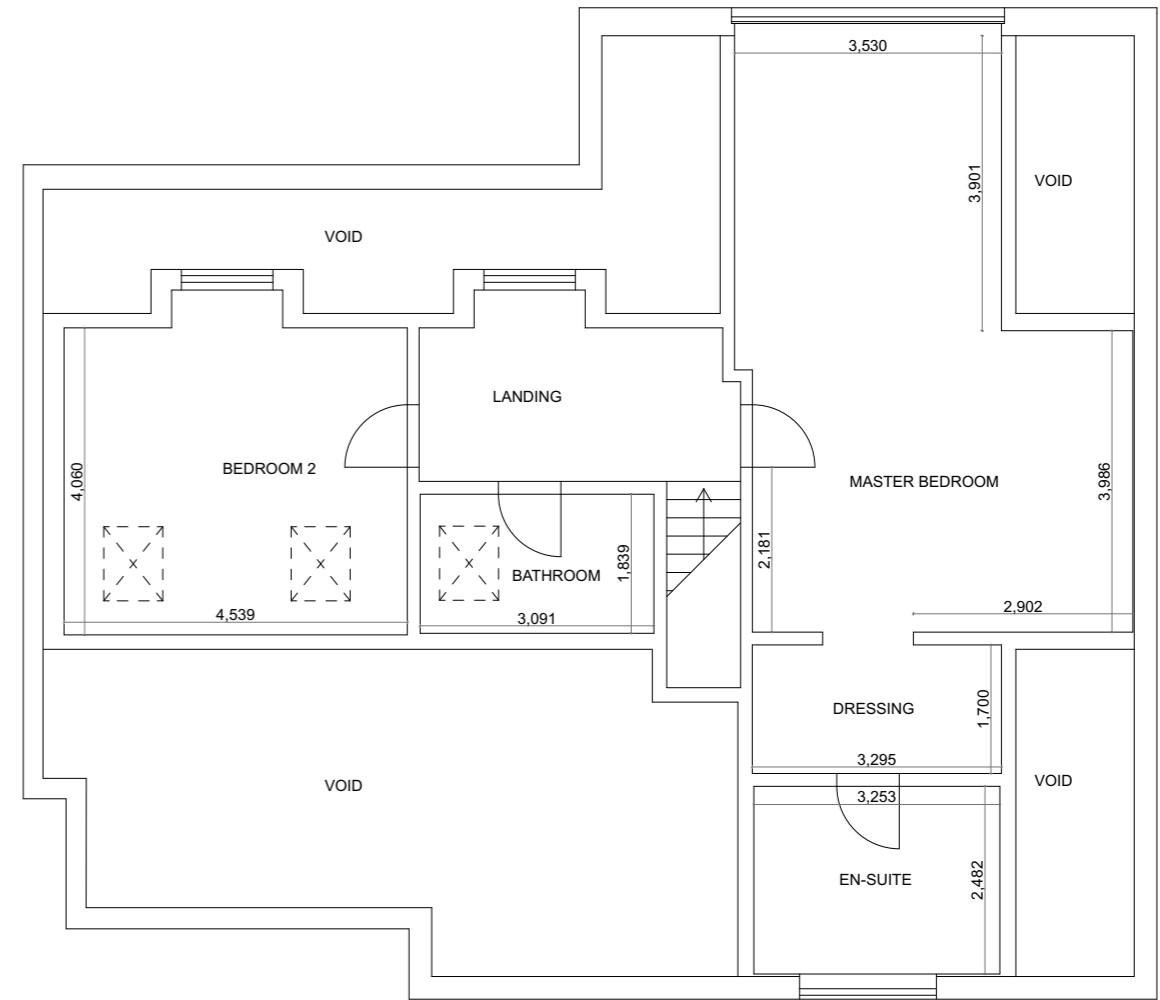 3,530
3,901
VOID
VOID
LANDING
BEDROOM 2
4,060
MASTER BEDROOM
3,986
2,181
BATHROOM
1,839
4,539
3,091
2,902
DRESSING
1,700
3,295
VOID
VOID
3,253
EN-SUITE
2,482